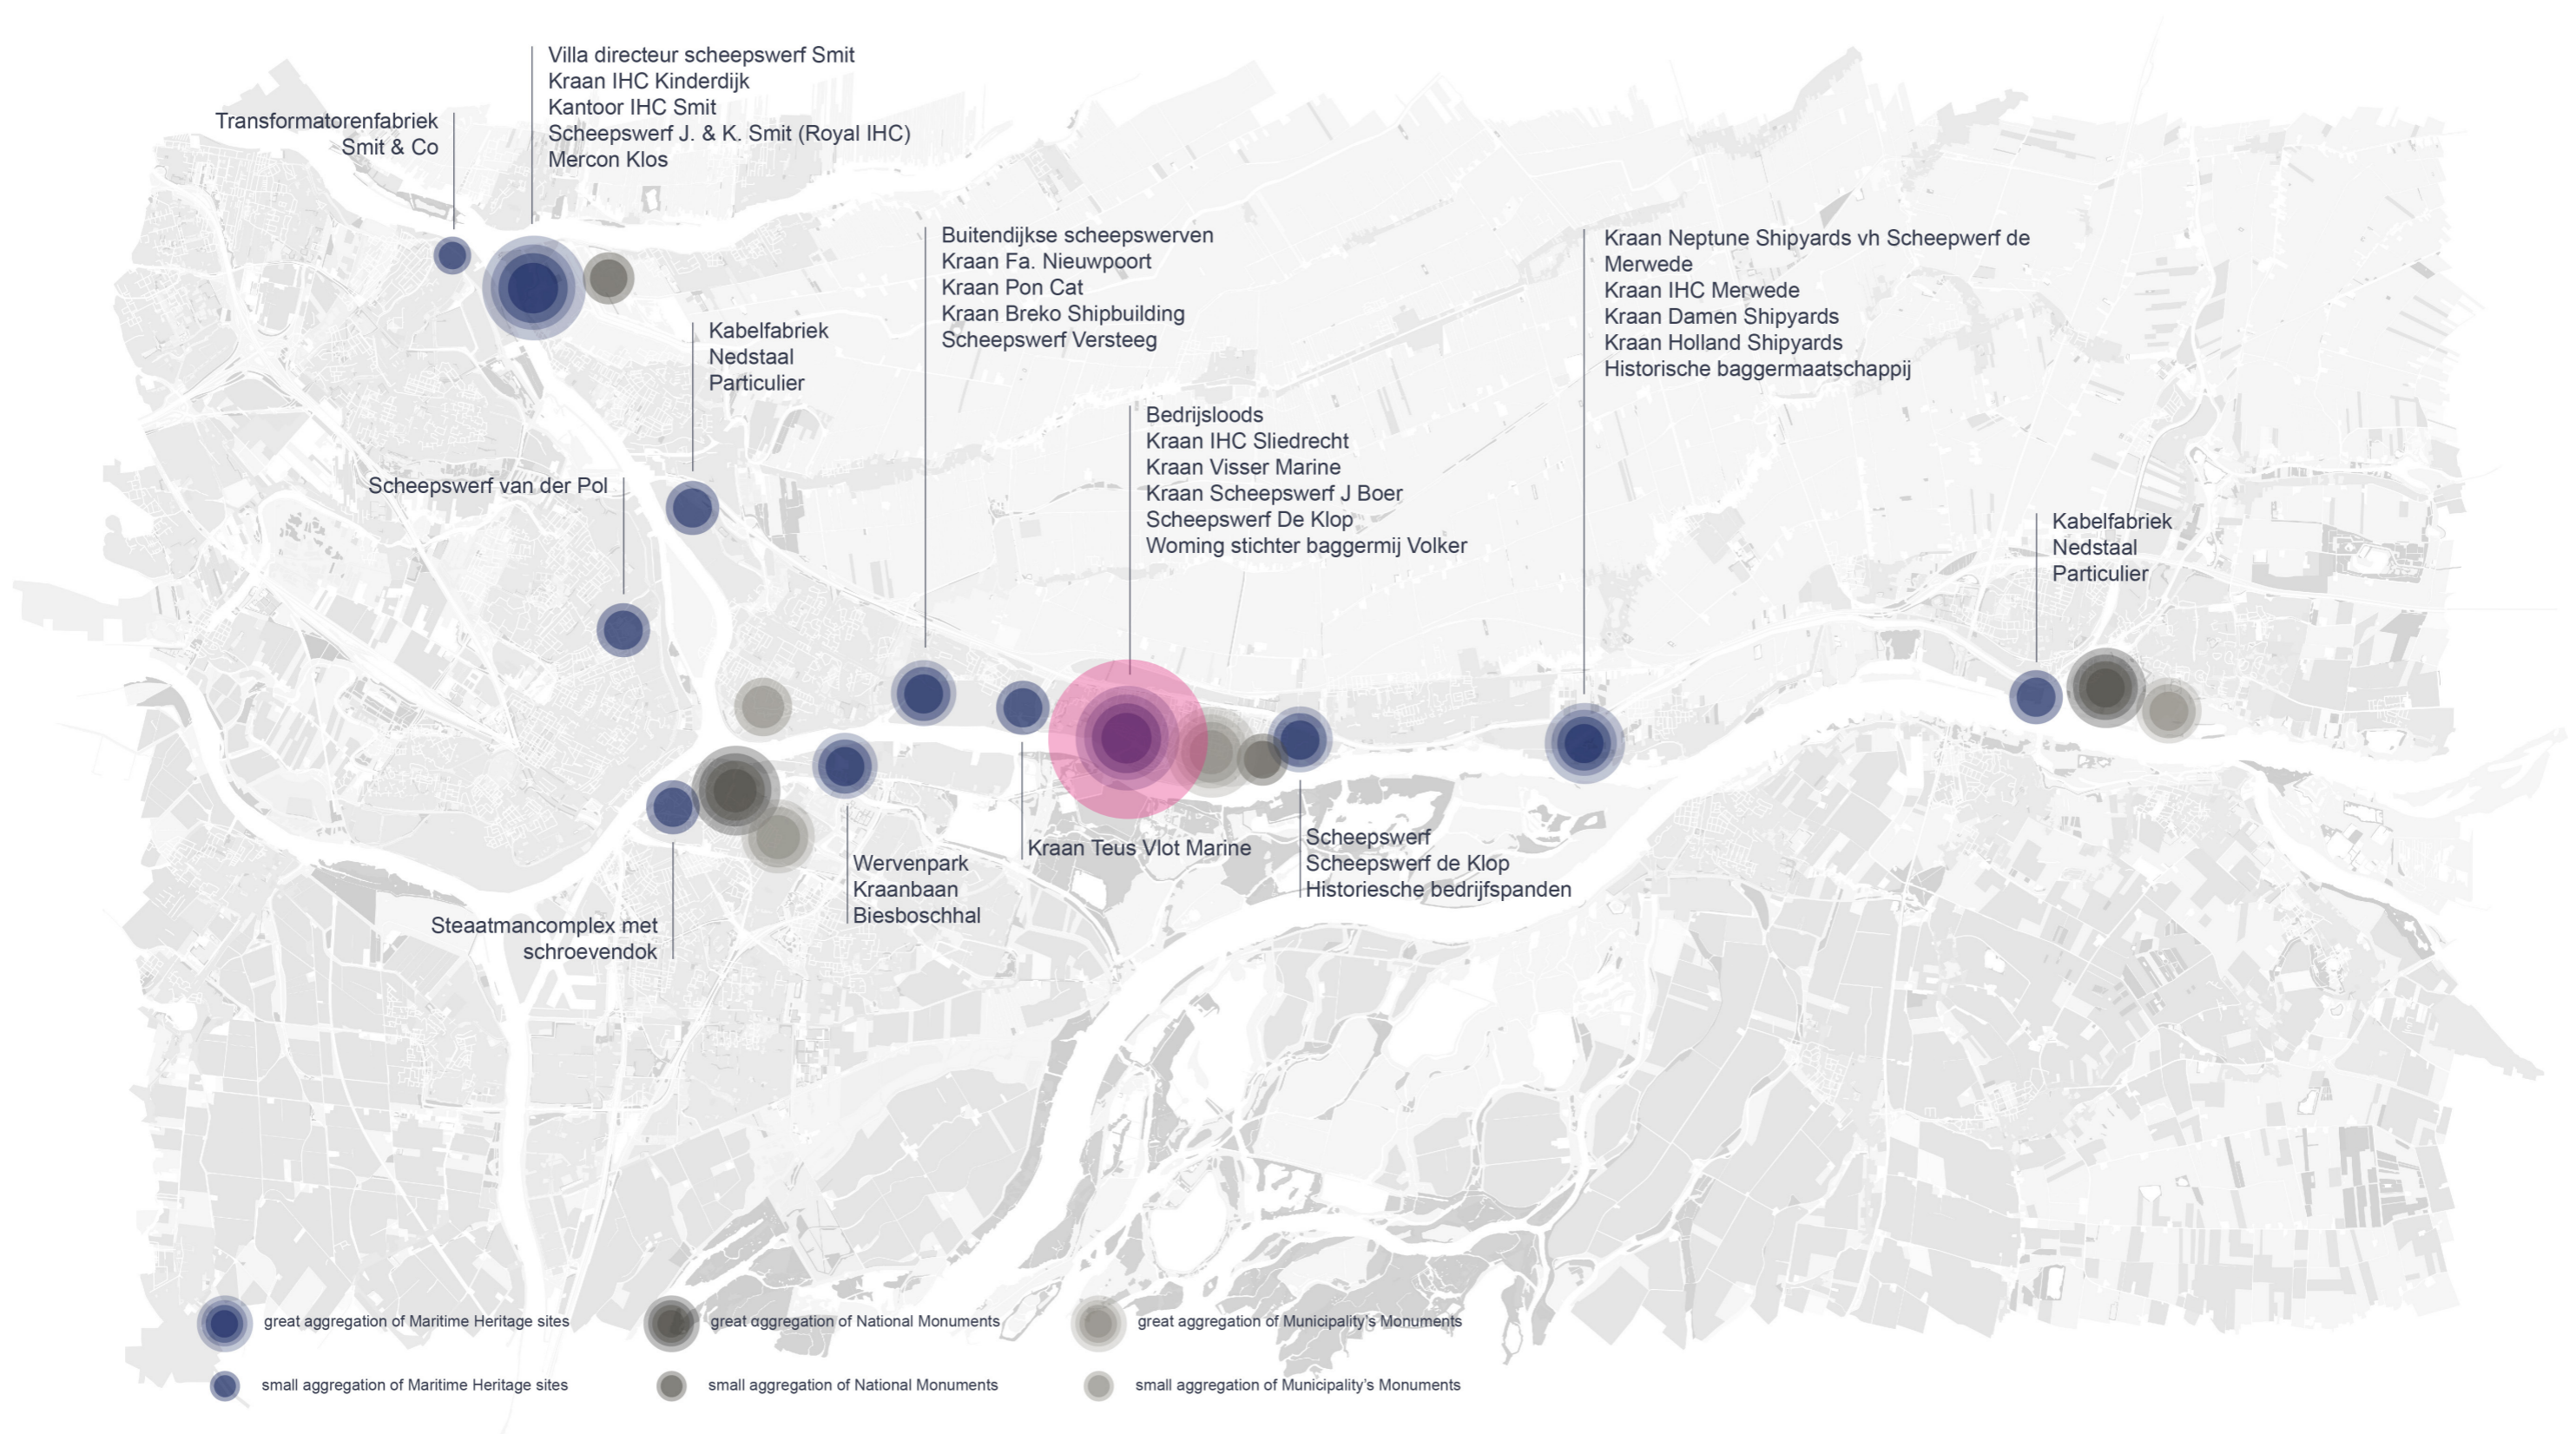 Villa directeur scheepswerf Smit
Kraan IHC Kinderdijk
Kantoor IHC Smit
Scheepswerf J. & K. Smit (Royal IHC)
Mercon Klos
Transformatorenfabriek
Smit & Co
Buitendijkse scheepswerven
Kraan Fa. Nieuwpoort
Kraan Pon Cat
Kraan Breko Shipbuilding
Scheepswerf Versteeg
Kraan Neptune Shipyards vh Scheepwerf de
Merwede
Kraan IHC Merwede
Kraan Damen Shipyards
Kraan Holland Shipyards
Historische baggermaatschappij
Kabelfabriek
Nedstaal
Particulier
Bedrijsloods
Kraan IHC Sliedrecht
Kraan Visser Marine
Kraan Scheepswerf J Boer
Scheepswerf De Klop
Woming stichter baggermij Volker
Scheepswerf van der Pol
Kabelfabriek
Nedstaal
Particulier
Kraan Teus Vlot Marine
Scheepswerf
Scheepswerf de Klop
Historiesche bedrijfspanden
Wervenpark
Kraanbaan
Biesboschhal
Steaatmancomplex met
schroevendok
great aggregation of Maritime Heritage sites
great aggregation of National Monuments
great aggregation of Municipality's Monuments
small aggregation of Maritime Heritage sites
small aggregation of National Monuments
small aggregation of Municipality's Monuments